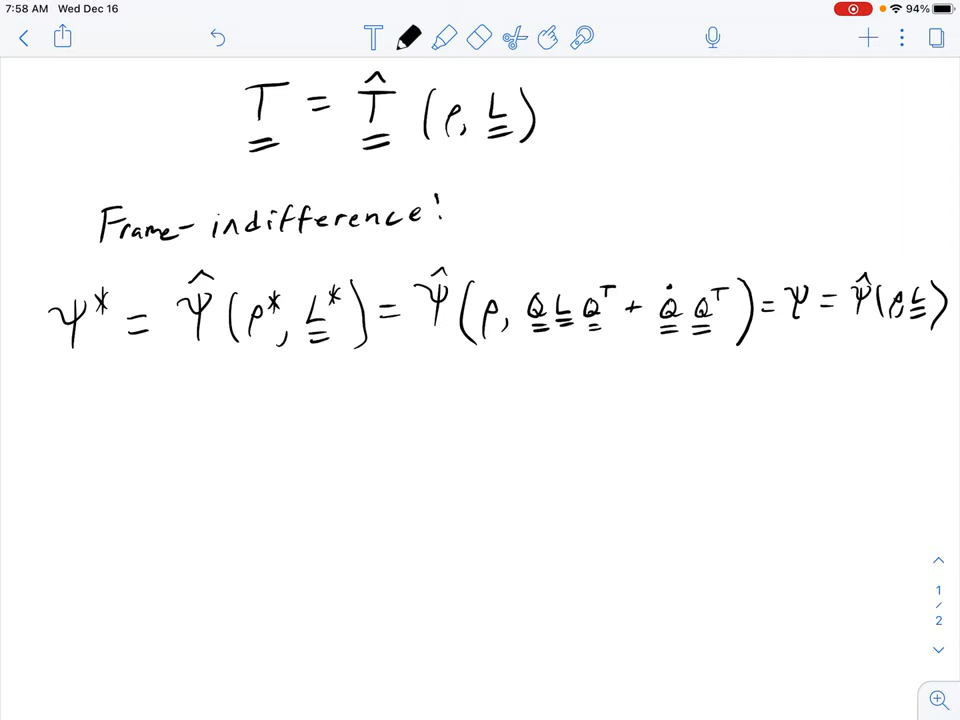 7:58 AM Wed Dec 16 94%
T = T̂ (ρ, L)
Frame-indifference:
ψ* = ψ̂(ρ*, L*) = ψ̂(ρ, Q L Qᵀ + Q̇ Qᵀ) = ψ = ψ̂(ρ, L)
1
/
2